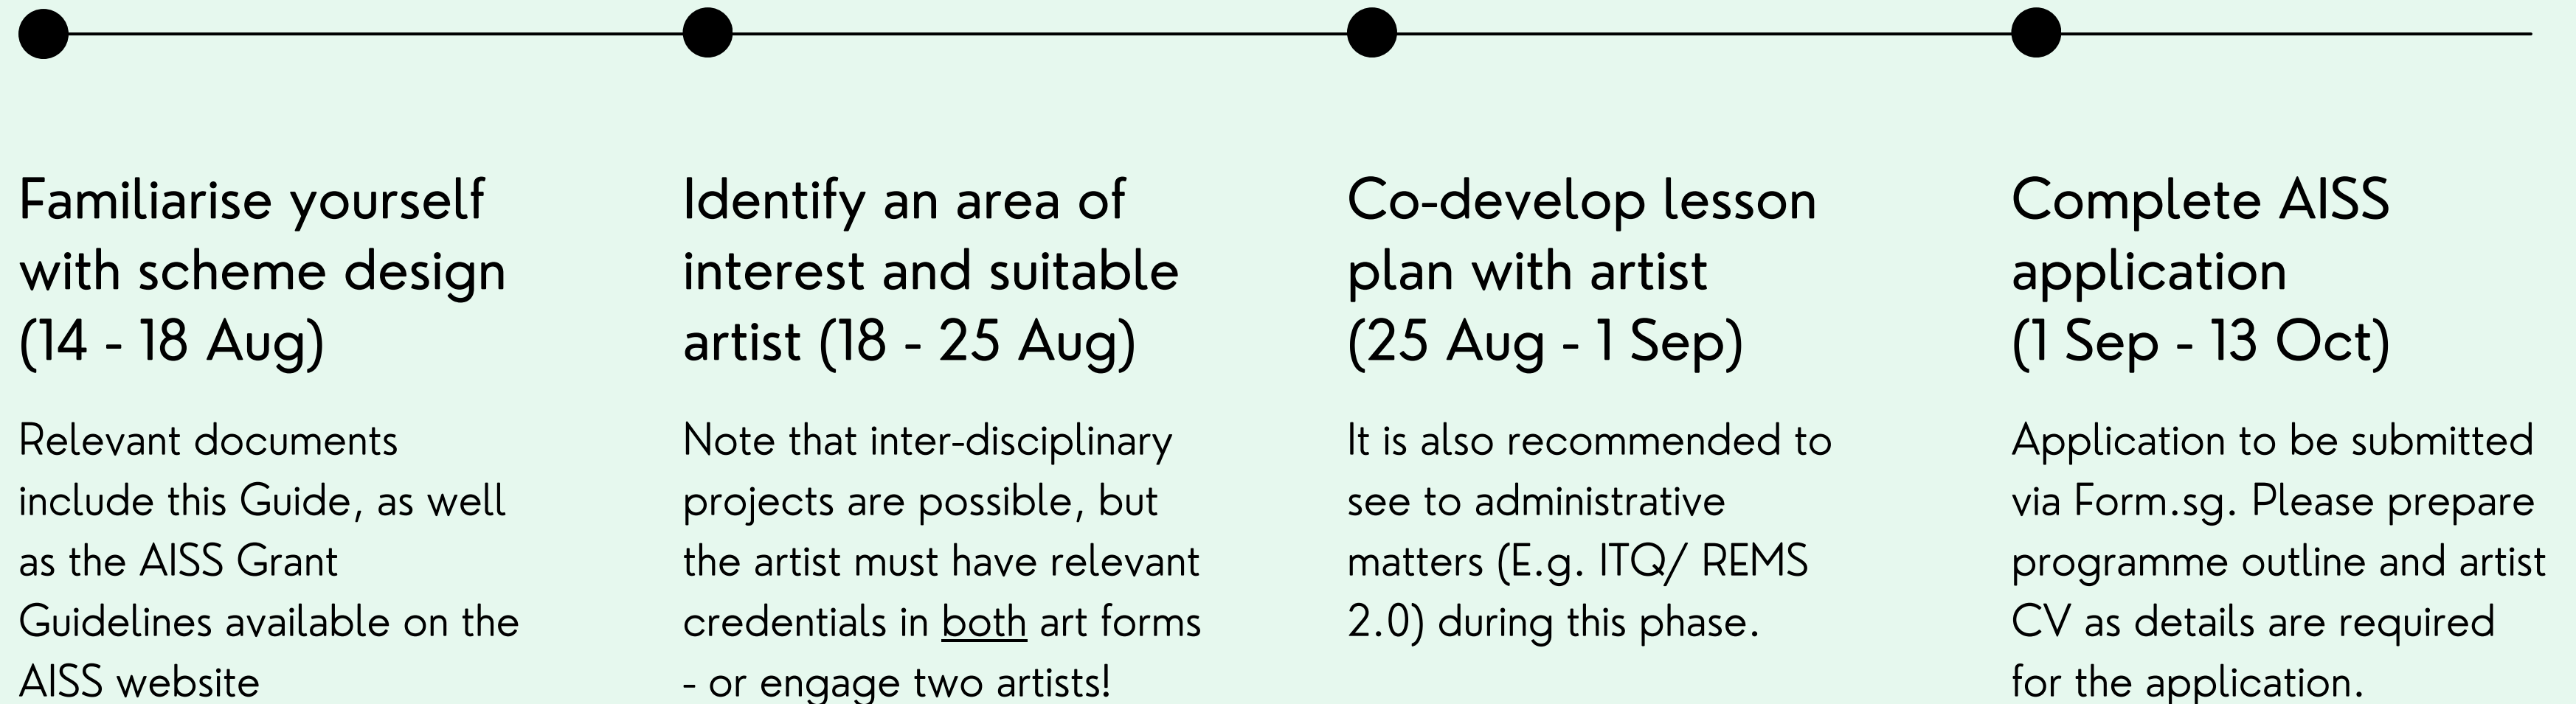 Familiarise yourself
with scheme design
(14 - 18 Aug)
Relevant documents
include this Guide, as well
as the AISS Grant
Guidelines available on the
AISS website
Identify an area of
interest and suitable
artist (18 - 25 Aug)
Note that inter-disciplinary
projects are possible, but
the artist must have relevant
credentials in both art forms
- or engage two artists!
Co-develop lesson
plan with artist
(25 Aug - 1 Sep)
It is also recommended to
see to administrative
matters (E.g. ITQ/ REMS
2.0) during this phase.
Complete AISS
application
(1 Sep - 13 Oct)
Application to be submitted
via Form.sg. Please prepare
programme outline and artist
CV as details are required
for the application.